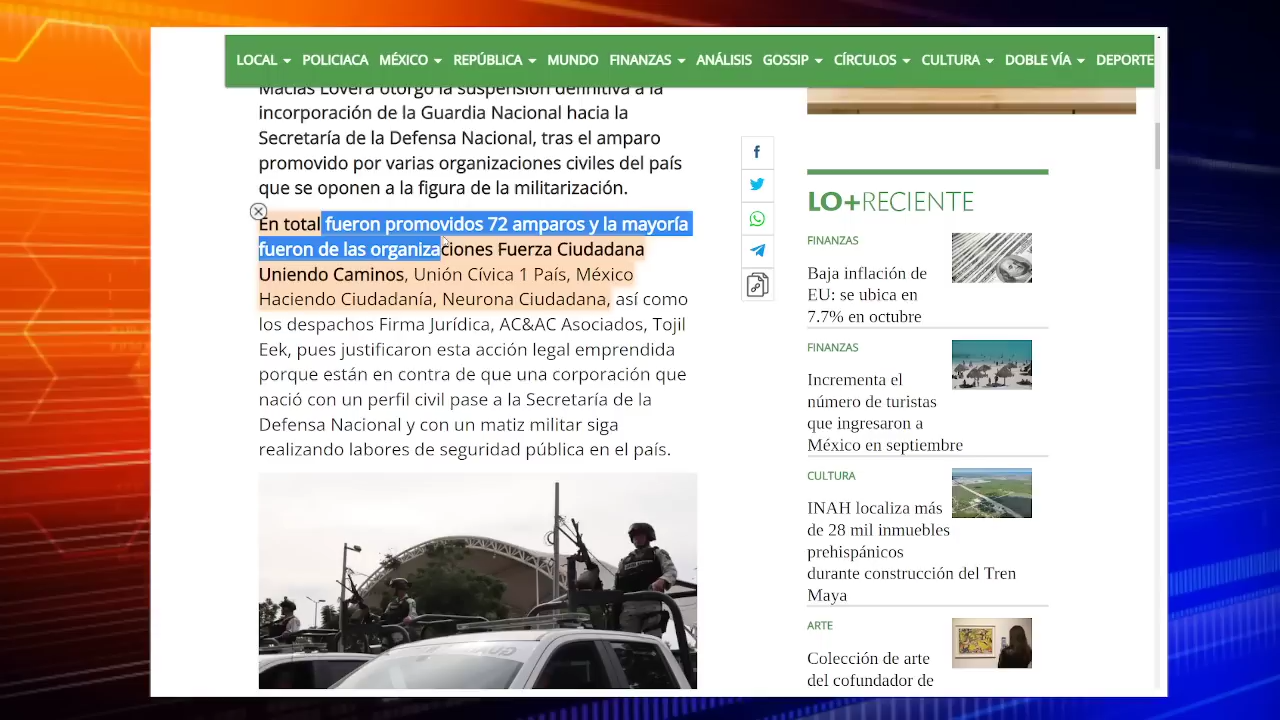 LOCAL POLICIACA MÉXICO REPÚBLICA MUNDO FINANZAS ANÁLISIS GOSSIP CÍRCULOS CULTURA DOBLE VÍA DEPORTE
Macías Lovera otorgó la suspensión definitiva a la
incorporación de la Guardia Nacional hacia la
Secretaría de la Defensa Nacional, tras el amparo
promovido por varias organizaciones civiles del país
que se oponen a la figura de la militarización.
En total fueron promovidos 72 amparos y la mayoría
fueron de las organizaciones Fuerza Ciudadana
Uniendo Caminos, Unión Cívica 1 País, México
Haciendo Ciudadanía, Neurona Ciudadana, así como
los despachos Firma Jurídica, AC&AC Asociados, Tojil
Eek, pues justificaron esta acción legal emprendida
porque están en contra de que una corporación que
nació con un perfil civil pase a la Secretaría de la
Defensa Nacional y con un matiz militar siga
realizando labores de seguridad pública en el país.
LO+RECIENTE
FINANZAS
Baja inflación de
EU: se ubica en
7.7% en octubre
FINANZAS
Incrementa el
número de turistas
que ingresaron a
México en septiembre
CULTURA
INAH localiza más
de 28 mil inmuebles
prehispánicos
durante construcción del Tren
Maya
ARTE
Colección de arte
del cofundador de